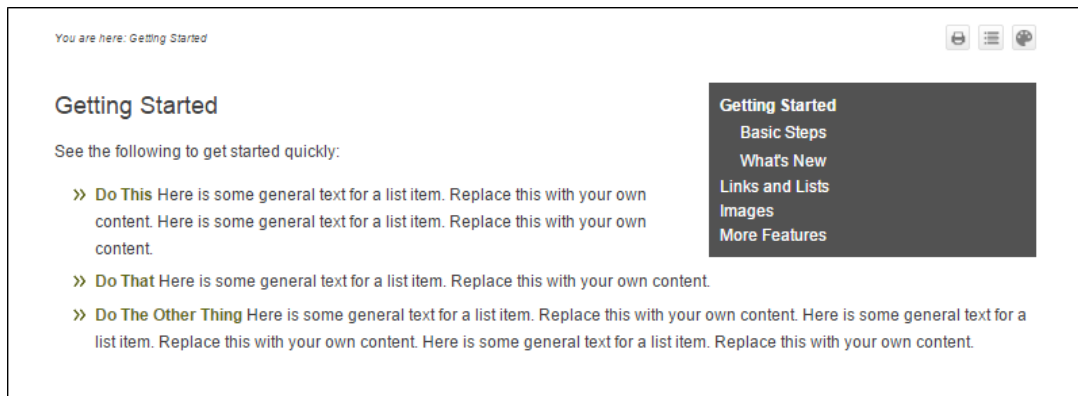 You are here: Getting Started
Getting Started
See the following to get started quickly:
» Do This Here is some general text for a list item. Replace this with your own
content. Here is some general text for a list item. Replace this with your own
content.
» Do That Here is some general text for a list item. Replace this with your own content.
» Do The Other Thing Here is some general text for a list item. Replace this with your own content. Here is some general text for a
list item. Replace this with your own content. Here is some general text for a list item. Replace this with your own content.
Getting Started
Basic Steps
What's New
Links and Lists
Images
More Features